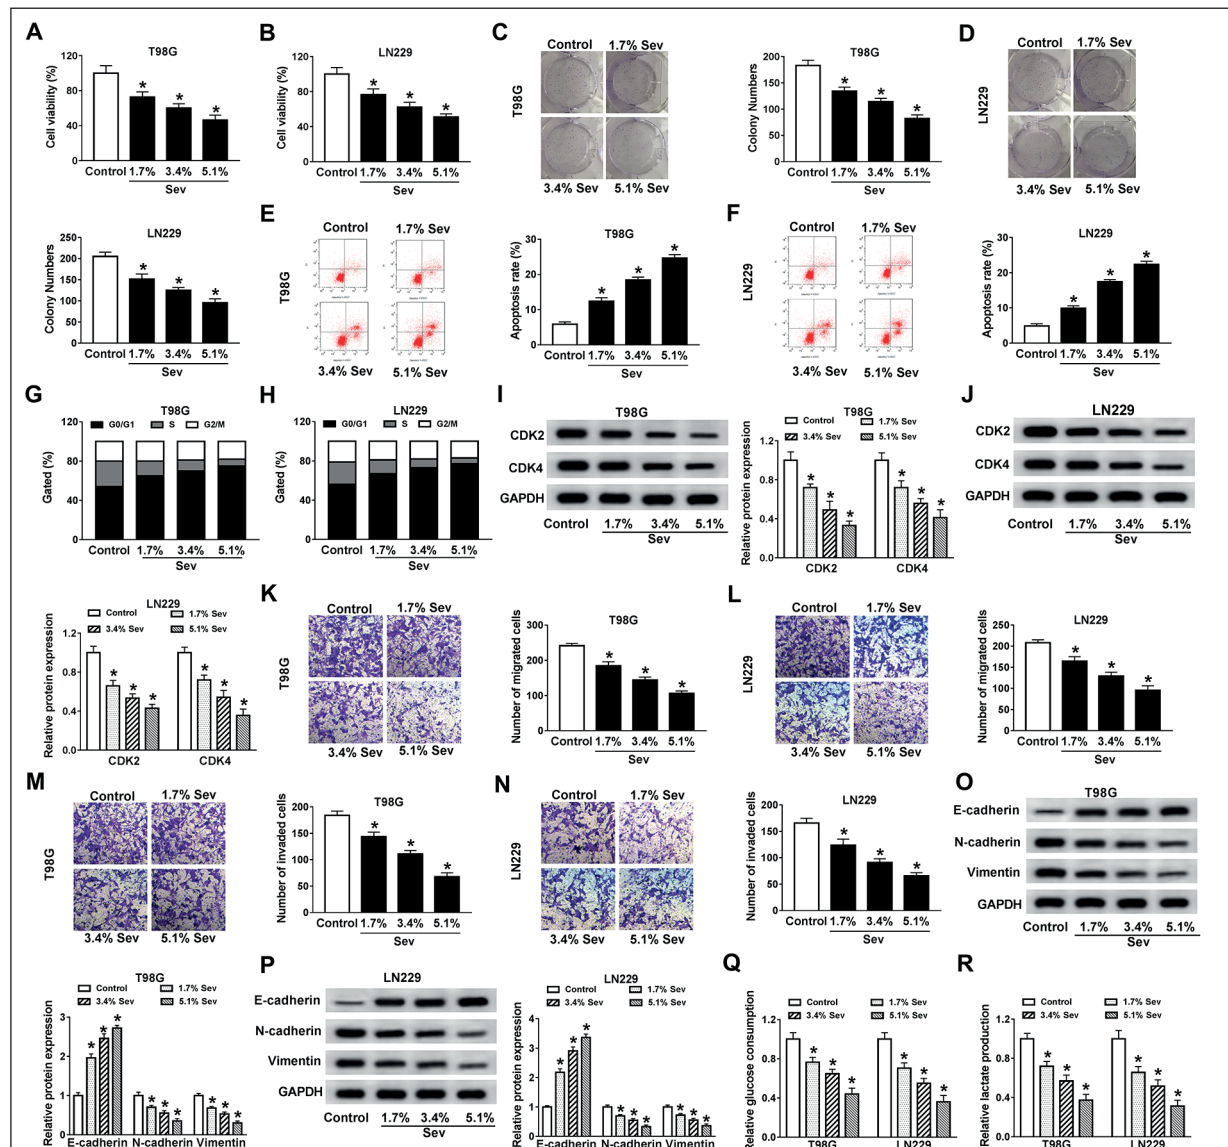 A
T98G
Cell viability (%)
120
80
40
0
Control 1.7% 3.4% 5.1%
Sev
B
LN229
Cell viability (%)
120
80
40
0
Control 1.7% 3.4% 5.1%
Sev
C
Control 1.7% Sev
T98G
3.4% Sev 5.1% Sev
T98G
Colony Numbers
200
150
100
50
0
Control 1.7% 3.4% 5.1%
Sev
D
Control 1.7% Sev
LN229
3.4% Sev 5.1% Sev
LN229
Colony Numbers
250
200
150
100
50
0
Control 1.7% 3.4% 5.1%
Sev
E
Control 1.7% Sev
T98G
3.4% Sev 5.1% Sev
T98G
Apoptosis rate (%)
30
20
10
0
Control 1.7% 3.4% 5.1%
Sev
F
Control 1.7% Sev
LN229
3.4% Sev 5.1% Sev
LN229
Apoptosis rate (%)
30
20
10
0
Control 1.7% 3.4% 5.1%
Sev
G
T98G
G0/G1 S G2/M
Gated (%)
120
80
40
0
Control 1.7% 3.4% 5.1%
Sev
H
LN229
G0/G1 S G2/M
Gated (%)
120
80
40
0
Control 1.7% 3.4% 5.1%
Sev
I
T98G
CDK2
CDK4
GAPDH
Control 1.7% 3.4% 5.1%
Sev
T98G
Control 1.7% Sev
3.4% Sev 5.1% Sev
Relative protein expression
1.2
0.8
0.4
0.0
CDK2 CDK4
J
LN229
CDK2
CDK4
GAPDH
Control 1.7% 3.4% 5.1%
Sev
LN229
Control 1.7% Sev
3.4% Sev 5.1% Sev
Relative protein expression
1.2
0.8
0.4
0.0
CDK2 CDK4
K
Control 1.7% Sev
T98G
3.4% Sev 5.1% Sev
T98G
Number of migrated cells
300
200
100
0
Control 1.7% 3.4% 5.1%
Sev
L
Control 1.7% Sev
LN229
3.4% Sev 5.1% Sev
LN229
Number of migrated cells
250
200
150
100
50
0
Control 1.7% 3.4% 5.1%
Sev
M
Control 1.7% Sev
T98G
3.4% Sev 5.1% Sev
T98G
Number of invaded cells
200
150
100
50
0
Control 1.7% 3.4% 5.1%
Sev
N
Control 1.7% Sev
LN229
3.4% Sev 5.1% Sev
LN229
Number of invaded cells
200
150
100
50
0
Control 1.7% 3.4% 5.1%
Sev
O
T98G
E-cadherin
N-cadherin
Vimentin
GAPDH
Control 1.7% 3.4% 5.1%
Sev
T98G
Control 1.7% Sev
3.4% Sev 5.1% Sev
Relative protein expression
3
2
1
0
E-cadherin N-cadherin Vimentin
P
LN229
E-cadherin
N-cadherin
Vimentin
GAPDH
Control 1.7% 3.4% 5.1%
Sev
LN229
Control 1.7% Sev
3.4% Sev 5.1% Sev
Relative protein expression
4
3
2
1
0
E-cadherin N-cadherin Vimentin
Q
Control 1.7% Sev
3.4% Sev 5.1% Sev
Relative glucose consumption
1.2
0.8
0.4
0.0
T98G LN229
R
Control 1.7% Sev
3.4% Sev 5.1% Sev
Relative lactate production
1.2
0.8
0.4
0.0
T98G LN229